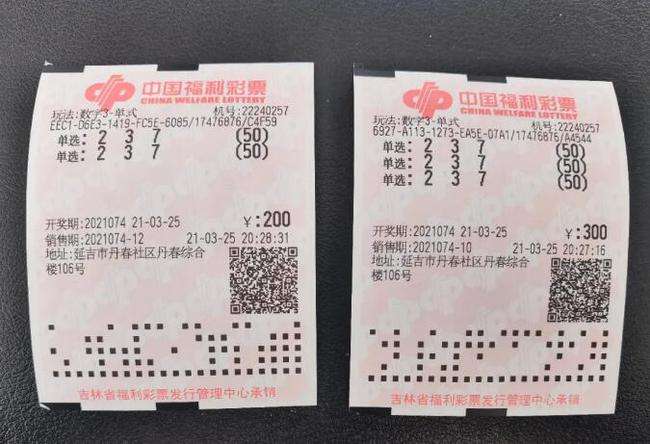 中国福利彩票
CHINA WELFARE LOTTERY
玩法:数字3-单式 机号:22240257
EEC1-D6E3-1419-FC5E-6085/17476876/C4F59
单选: 2 3 7 (50)
单选: 2 3 7 (50)
开奖期:2021074 21-03-25 ¥:200
销售期:2021074-12 21-03-25 20:28:31
地址:延吉市丹春社区丹春综合
楼106号
吉林省福利彩票发行管理中心承销
中国福利彩票
CHINA WELFARE LOTTERY
玩法:数字3-单式 机号:22240257
6927-A113-1273-EA5E-07A1/17476876/A4544
单选: 2 3 7 (50)
单选: 2 3 7 (50)
单选: 2 3 7 (50)
开奖期:2021074 21-03-25 ¥:300
销售期:2021074-10 21-03-25 20:27:16
地址:延吉市丹春社区丹春综合
楼106号
吉林省福利彩票发行管理中心承销